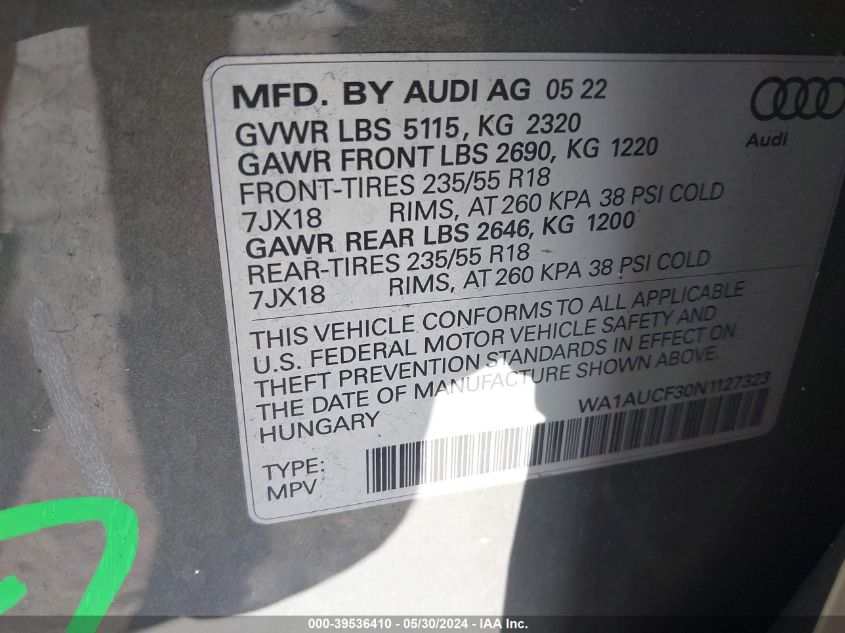 MFD. BY AUDI AG 05 22
GVWR LBS 5115, KG 2320
GAWR FRONT LBS 2690, KG 1220
FRONT-TIRES 235/55 R18
7JX18 RIMS, AT 260 KPA 38 PSI COLD
GAWR REAR LBS 2646, KG 1200
REAR-TIRES 235/55 R18
7JX18 RIMS, AT 260 KPA 38 PSI COLD
Audi
THIS VEHICLE CONFORMS TO ALL APPLICABLE
U.S. FEDERAL MOTOR VEHICLE SAFETY AND
THEFT PREVENTION STANDARDS IN EFFECT ON
THE DATE OF MANUFACTURE SHOWN ABOVE.
HUNGARY
WA1AUCF30N1127323
TYPE:
MPV
000-39536410 - 05/30/2024 - IAA Inc.